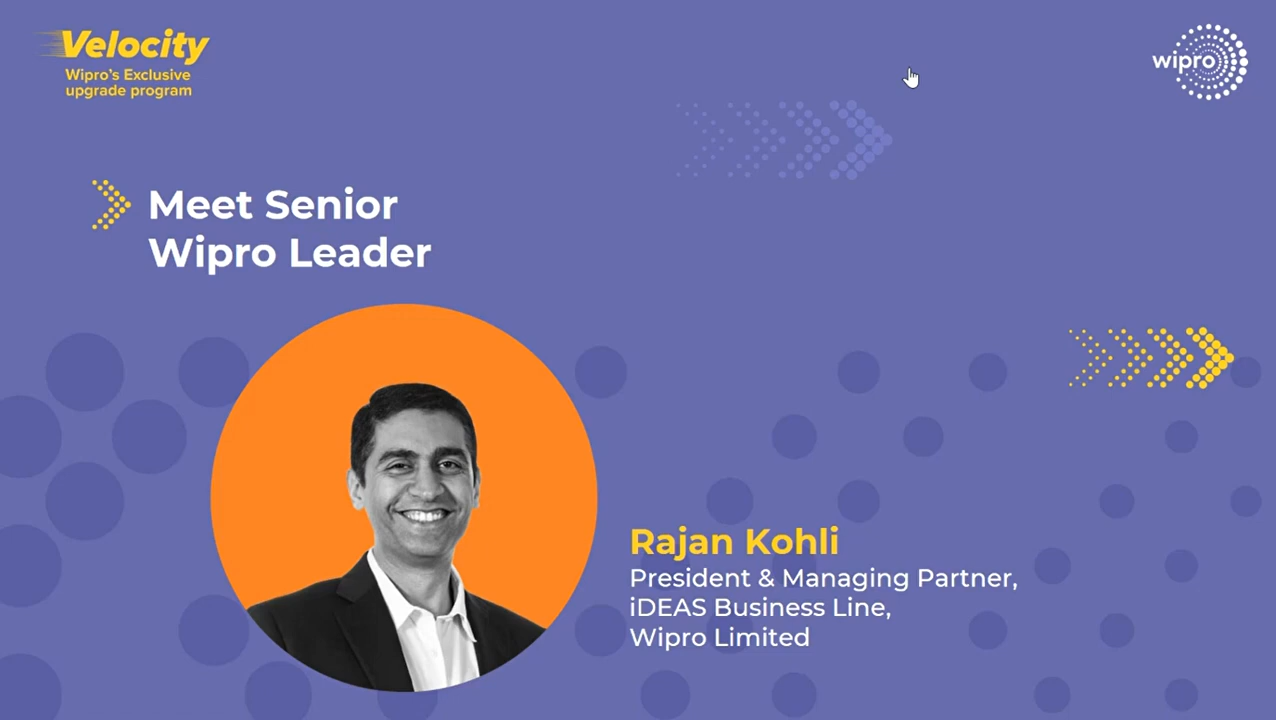 Velocity
Wipro's Exclusive
upgrade program
wipro
Meet Senior
Wipro Leader
Rajan Kohli
President & Managing Partner,
iDEAS Business Line,
Wipro Limited